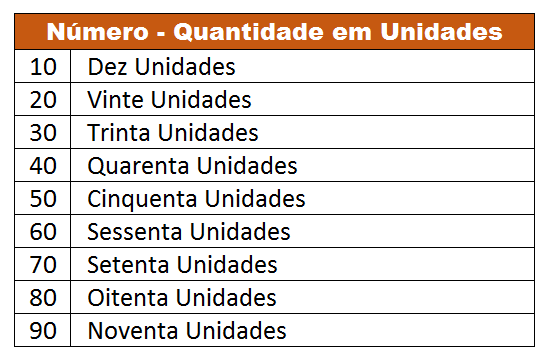 Número - Quantidade em Unidades
10 Dez Unidades
20 Vinte Unidades
30 Trinta Unidades
40 Quarenta Unidades
50 Cinquenta Unidades
60 Sessenta Unidades
70 Setenta Unidades
80 Oitenta Unidades
90 Noventa Unidades